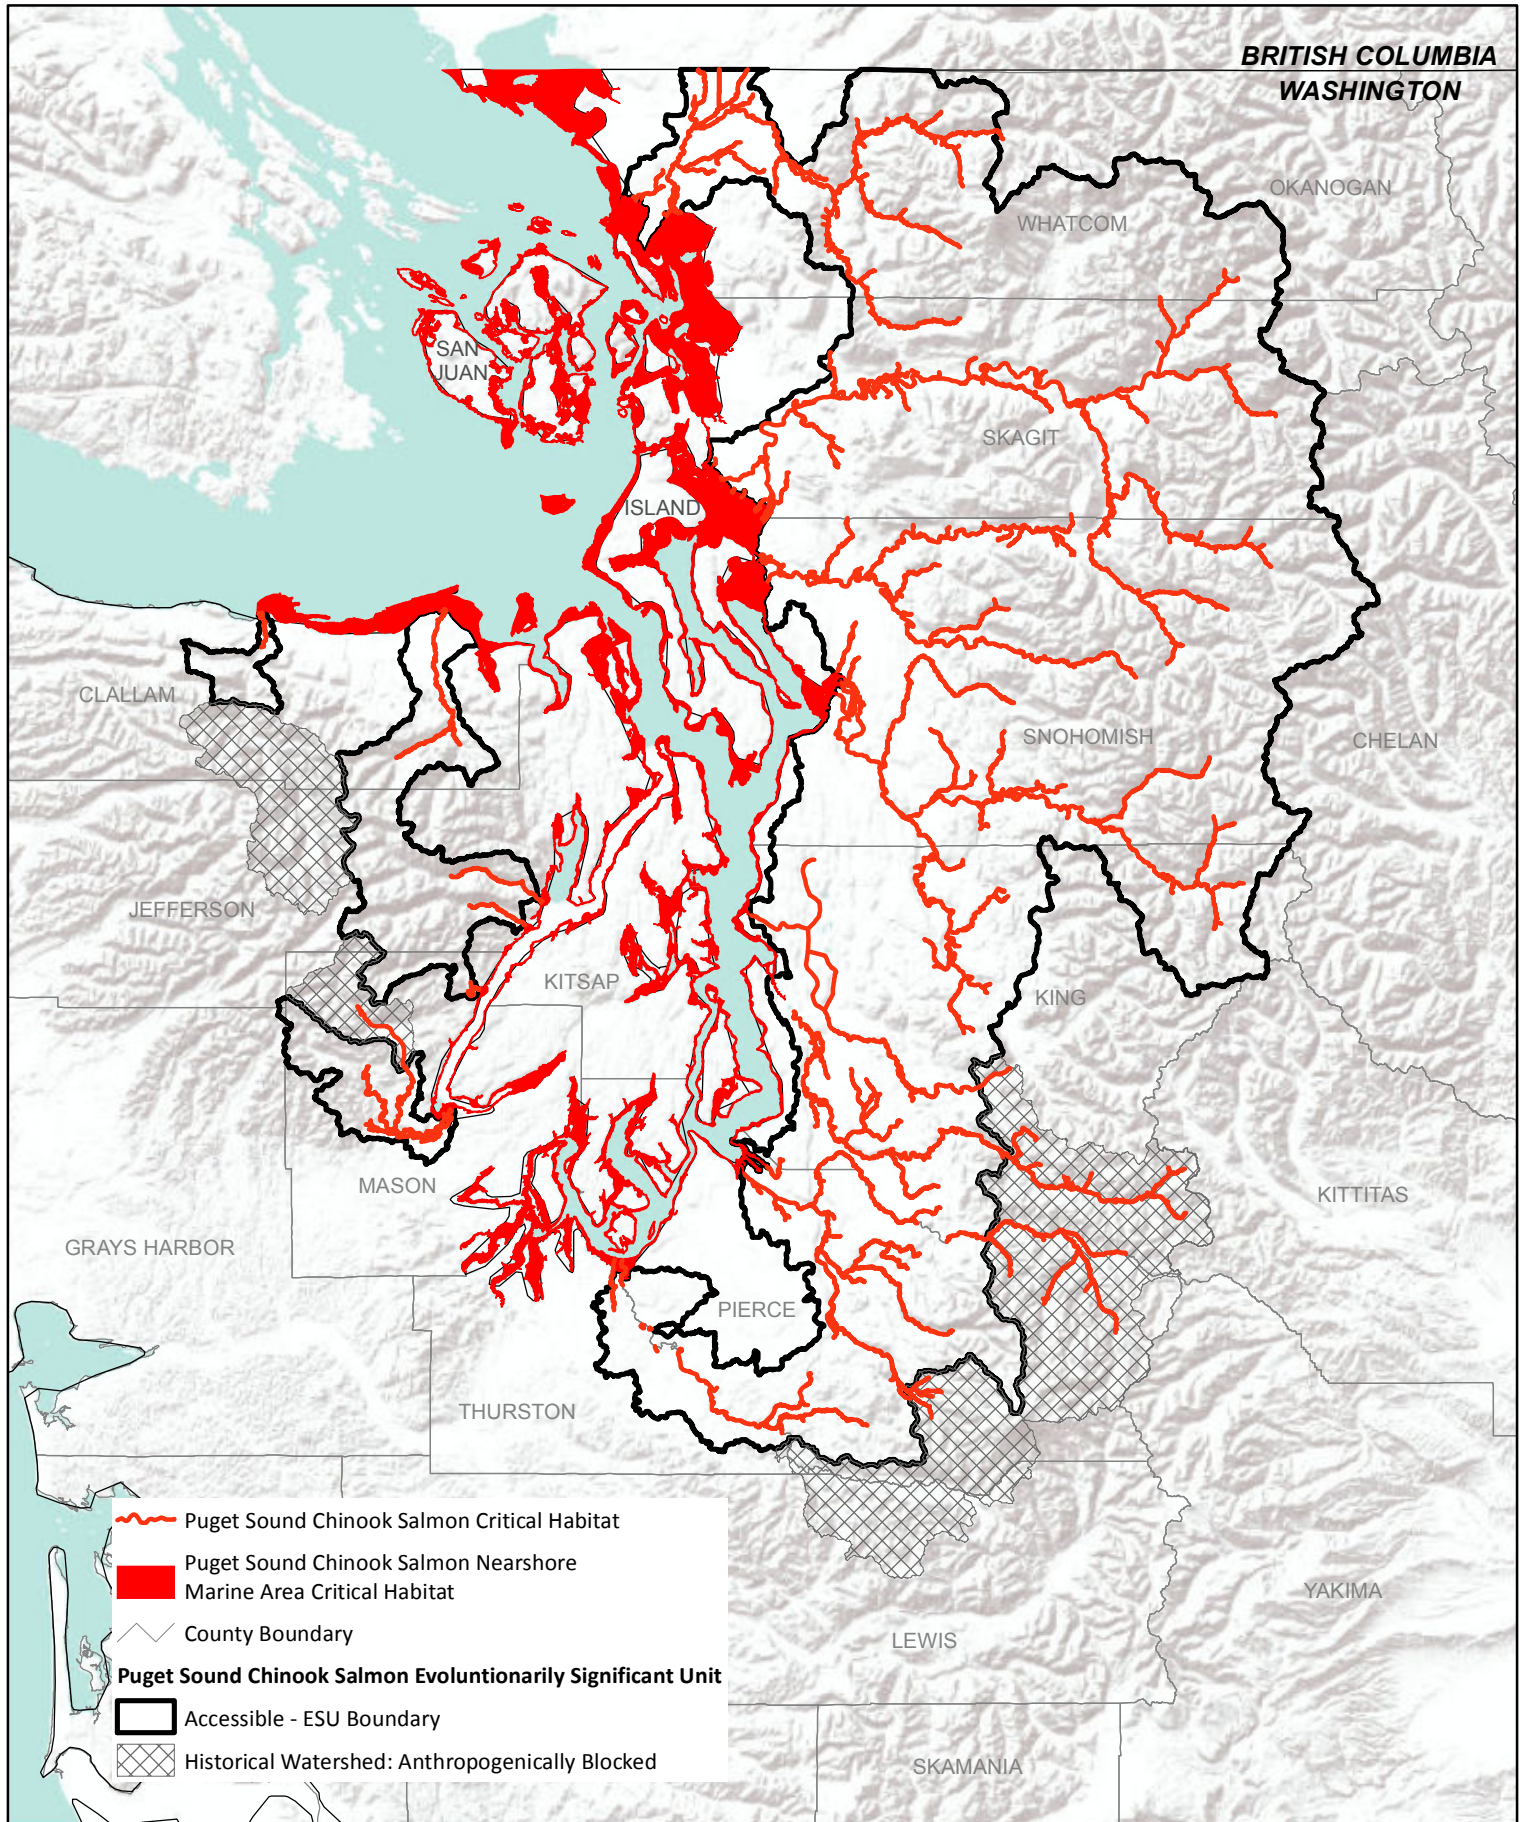 BRITISH COLUMBIA
WASHINGTON
OKANOGAN
WHATCOM
SAN
JUAN
SKAGIT
ISLAND
CLALLAM
SNOHOMISH
CHELAN
JEFFERSON
KITSAP
KING
MASON
KITTITAS
GRAYS HARBOR
PIERCE
THURSTON
Puget Sound Chinook Salmon Critical Habitat
Puget Sound Chinook Salmon Nearshore
Marine Area Critical Habitat
County Boundary
Puget Sound Chinook Salmon Evoluntionarily Significant Unit
Accessible - ESU Boundary
Historical Watershed: Anthropogenically Blocked
YAKIMA
LEWIS
SKAMANIA